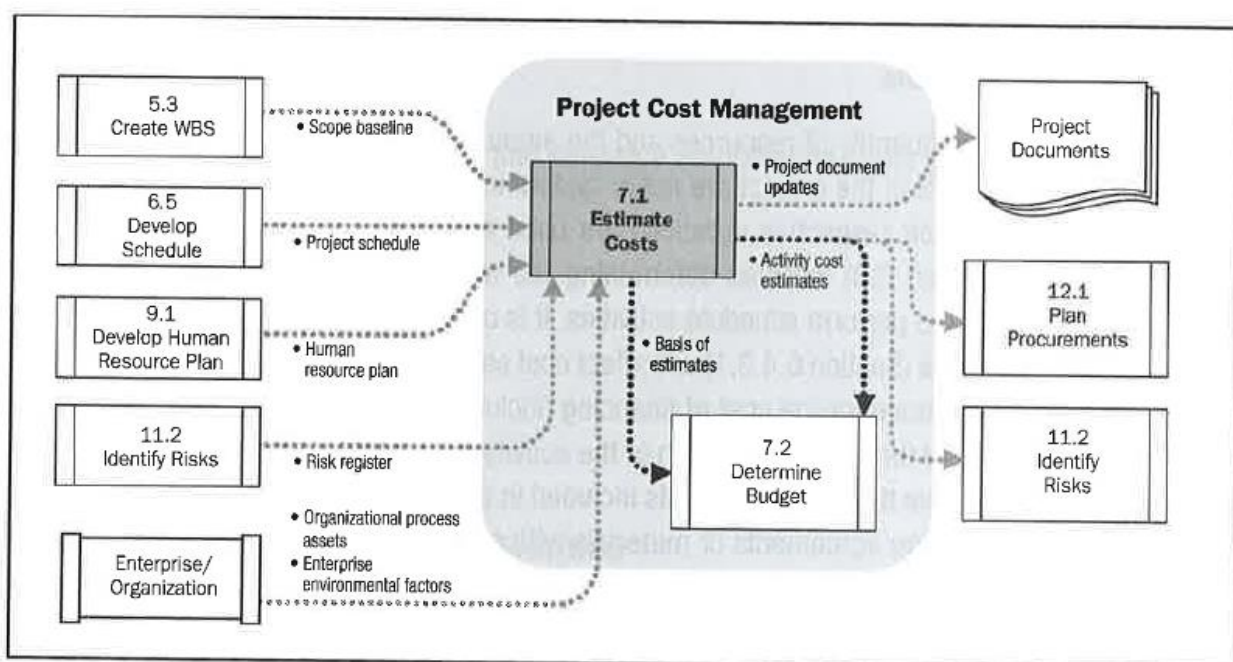 Project Cost Management
5.3
Create WBS
• Scope baseline
6.5
Develop
Schedule
• Project schedule
9.1
Develop Human
Resource Plan
• Human
resource plan
11.2
Identify Risks
• Risk register
Enterprise/
Organization
• Organizational process
assets
• Enterprise
environmental factors
7.1
Estimate
Costs
• Project document
updates
• Activity cost
estimates
• Basis of
estimates
7.2
Determine
Budget
Project
Documents
12.1
Plan
Procurements
11.2
Identify
Risks